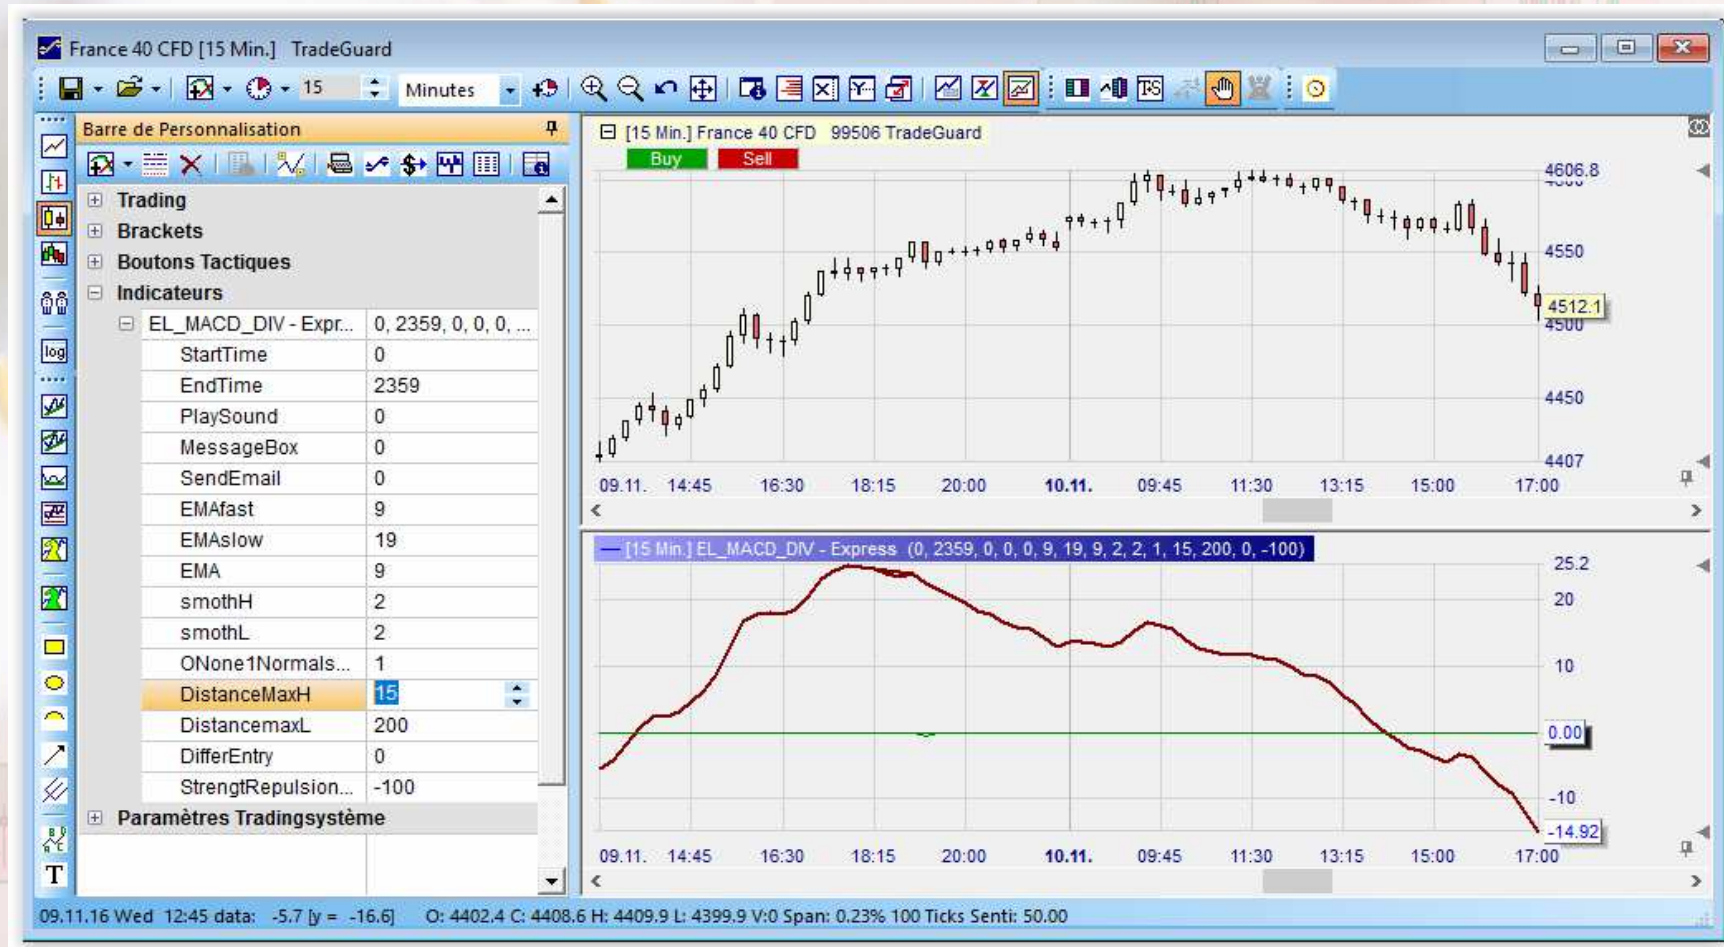 France 40 CFD [15 Min.] TradeGuard
15 Minutes
T-S
Barre de Personnalisation
Trading
Brackets
Boutons Tactiques
Indicateurs
EL_MACD_DIV - Expr... 0, 2359, 0, 0, 0, ...
StartTime 0
EndTime 2359
PlaySound 0
MessageBox 0
SendEmail 0
EMAfast 9
EMAslow 19
EMA 9
smothH 2
smothL 2
ONone1Normals... 1
DistanceMaxH 15
DistancemaxL 200
DifferEntry 0
StrengtRepulsion... -100
Paramètres Tradingsystème
log
T
[15 Min.] France 40 CFD 99506 TradeGuard
Buy Sell
4606.8
4550
4512.1
4500
4450
4407
09.11. 14:45 16:30 18:15 20:00 10.11. 09:45 11:30 13:15 15:00 17:00
[15 Min.] EL_MACD_DIV - Express (0, 2359, 0, 0, 0, 9, 19, 9, 2, 2, 1, 15, 200, 0, -100)
25.2
20
10
0.00
-10
-14.92
09.11. 14:45 16:30 18:15 20:00 10.11. 09:45 11:30 13:15 15:00 17:00
09.11.16 Wed 12:45 data: -5.7 [y = -16.6] O: 4402.4 C: 4408.6 H: 4409.9 L: 4399.9 V:0 Span: 0.23% 100 Ticks Senti: 50.00